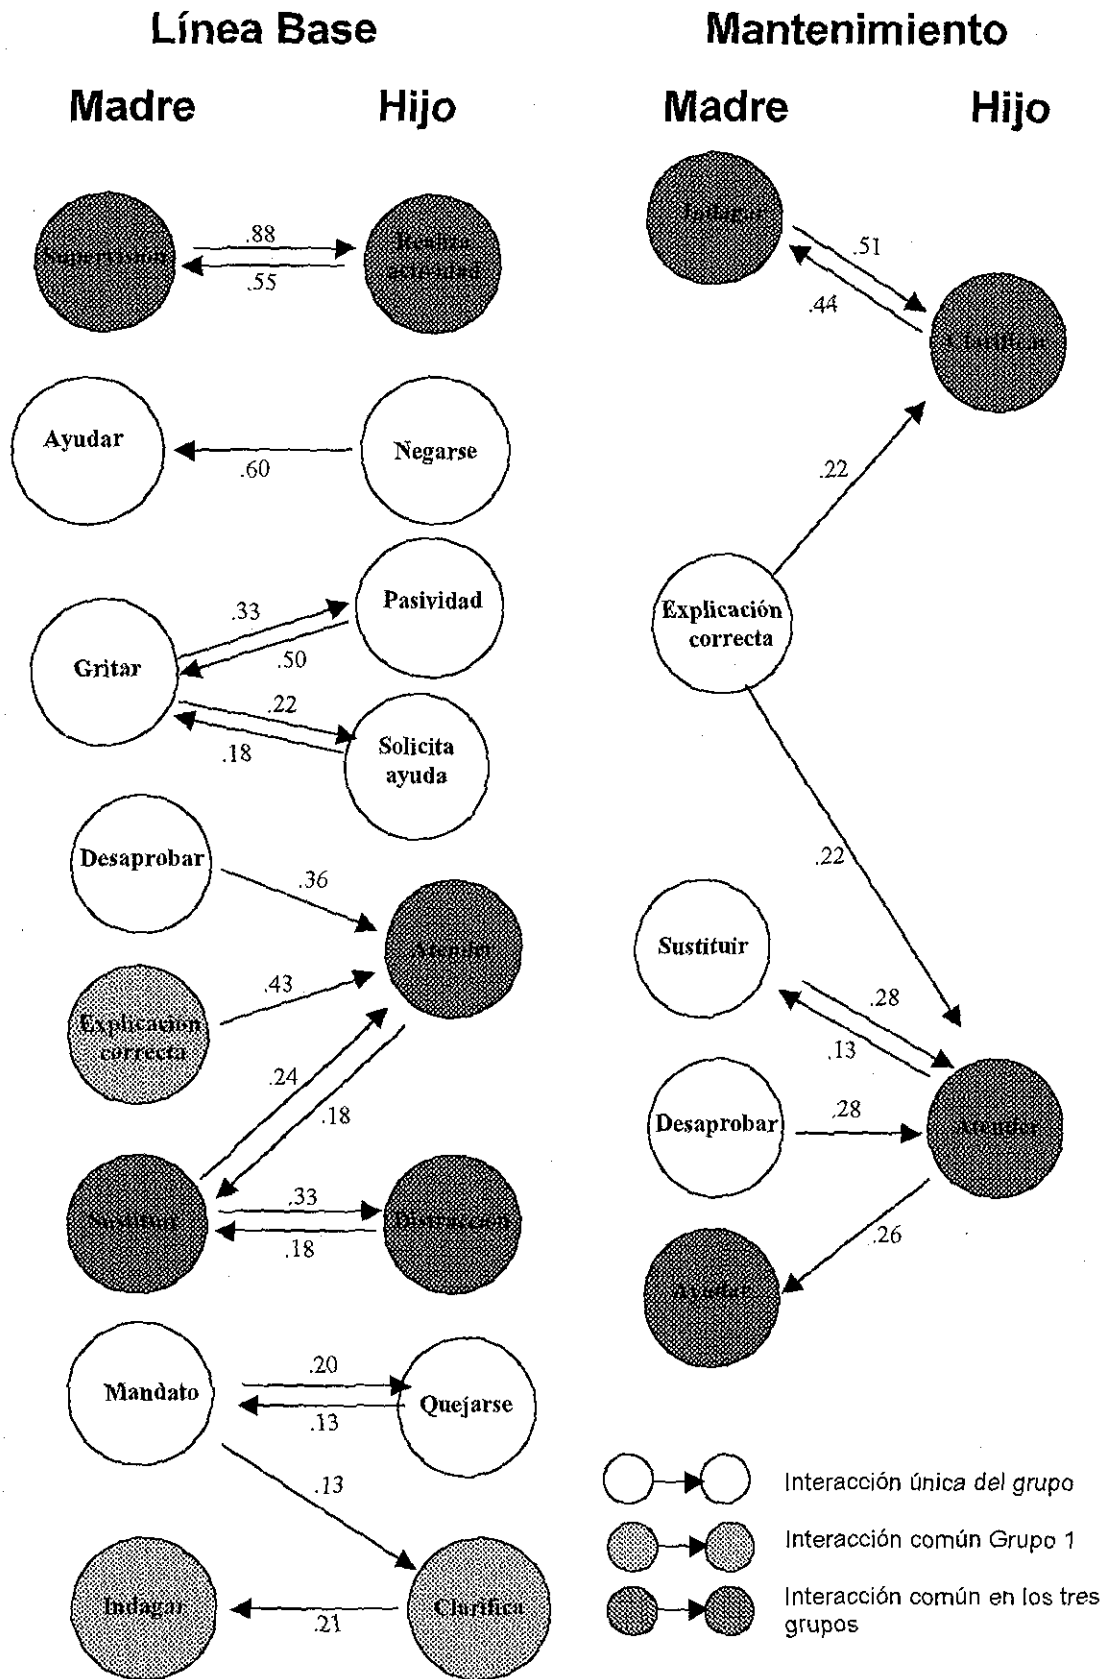 Línea Base
Madre Hijo
Supervisión
.88
.55
Realiza
actividad
Ayudar
.60
Negarse
Gritar
.33
.50
Pasividad
.22
.18
Solicita
ayuda
Desaprobar
.36
Atender
Explicación
correcta
.43
.24
.18
Sustituir
.33
.18
Distracción
Mandato
.20
.13
Quejarse
.13
Indagar
.21
Clarifica
Mantenimiento
Madre Hijo
Indagar
.51
.44
Clarificar
.22
Explicación
correcta
.22
Sustituir
.28
.13
Desaprobar
.28
Atender
.26
Ayudar
Interacción única del grupo
Interacción común Grupo 1
Interacción común en los tres
grupos